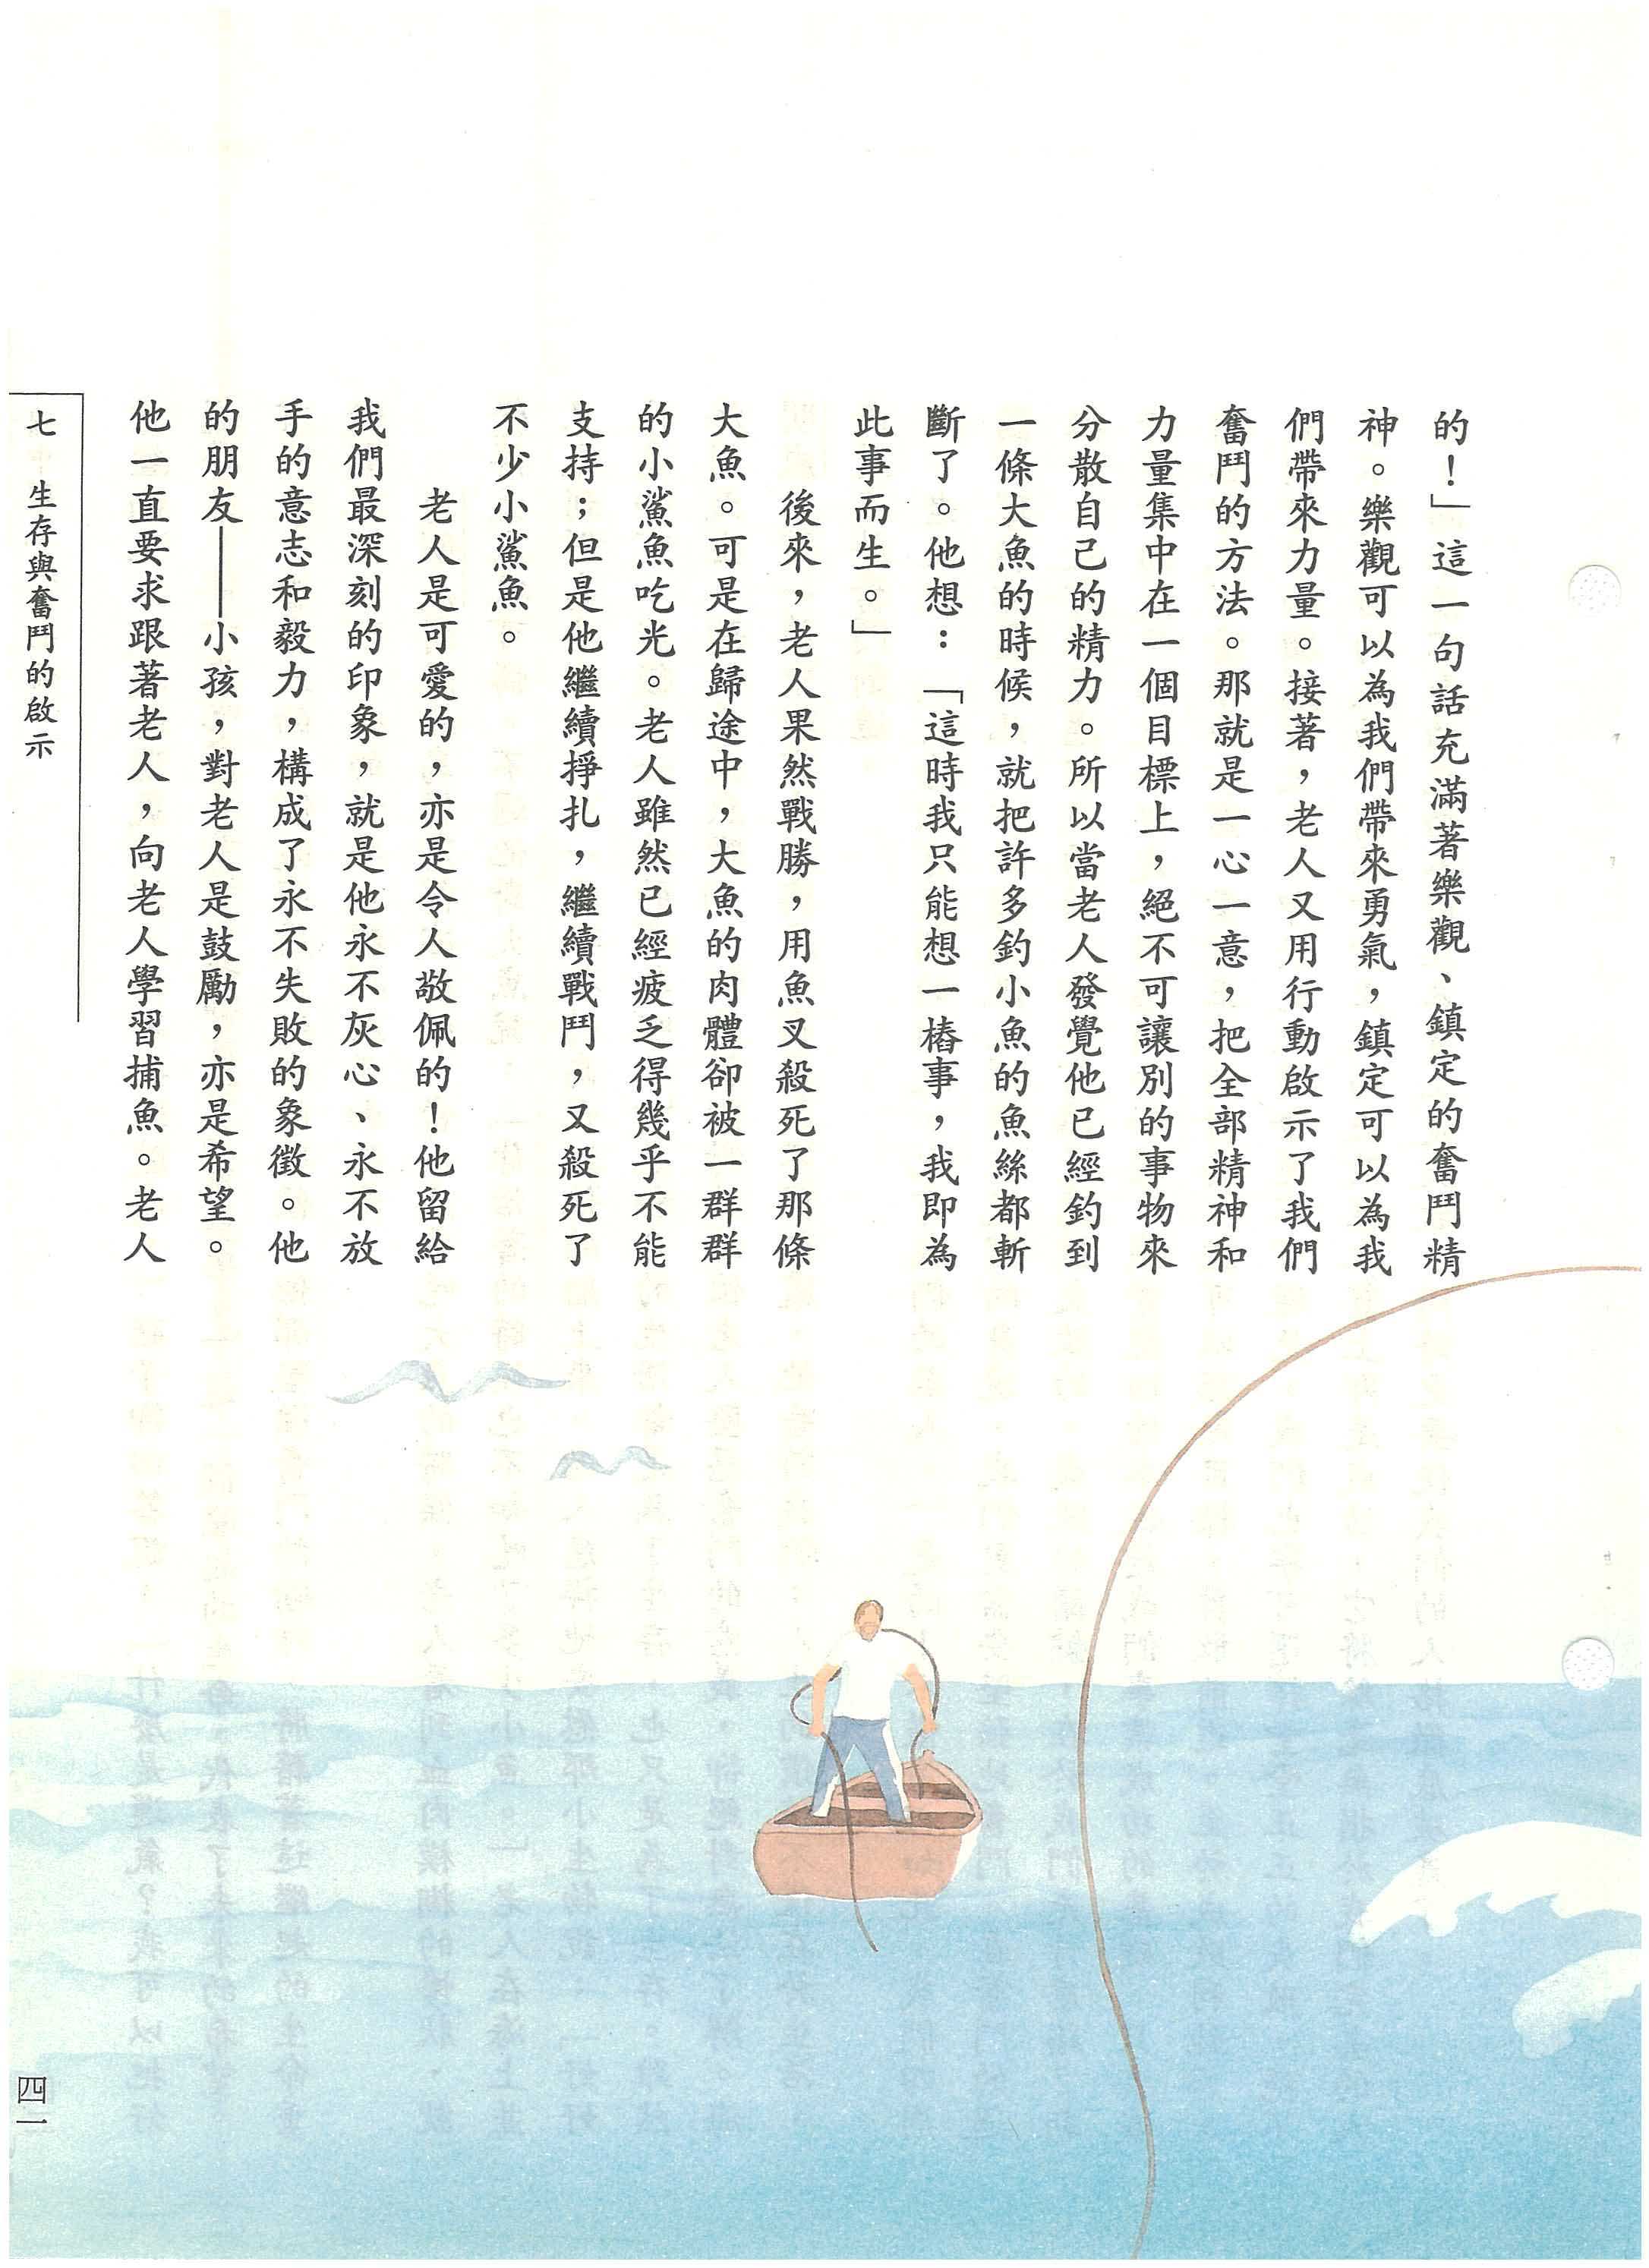 的！」這一句話充滿著樂觀、鎮定的奮鬥精
神。樂觀可以為我們帶來勇氣，鎮定可以為我
們帶來力量。接著，老人又用行動啟示了我們
奮鬥的方法。那就是一心一意，把全部精神和
力量集中在一個目標上，絕不可讓別的事物來
分散自己的精力。所以當老人發覺他已經釣到
一條大魚的時候，就把許多釣小魚的魚絲都斬
斷了。他想：「這時我只能想一樁事，我即為
此事而生。」
後來，老人果然戰勝，用魚叉殺死了那條
大魚。可是在歸途中，大魚的肉體卻被一群群
的小鯊魚吃光。老人雖然已經疲乏得幾乎不能
支持；但是他繼續掙扎，繼續戰鬥，又殺死了
不少小鯊魚。
老人是可愛的，亦是令人敬佩的！他留給
我們最深刻的印象，就是他永不灰心、永不放
手的意志和毅力，構成了永不失敗的象徵。他
的朋友——小孩，對老人是鼓勵，亦是希望。
他一直要求跟著老人，向老人學習捕魚。老人
七 生存與奮鬥的啟示
四一